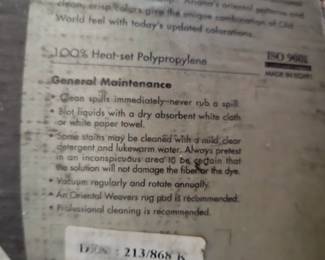 clean, crisp colors give the unique combination of Old
World feel with today's updated colorations.
100% Heat-set Polypropylene
ISO 9001
MADE IN EGYPT
General Maintenance
• Clean spills immediately-never rub a spill.
• Blot liquids with a dry absorbent white cloth
or white paper towel.
• Some stains may be cleaned with a mild, clear
detergent and lukewarm water. Always pretest
in an inconspicuous area to be certain that
the solution will not damage the fiber or the dye.
• Vacuum regularly and rotate annually.
• An Oriental Weavers rug pad is recommended.
• Professional cleaning is recommended.
: 213/868 K